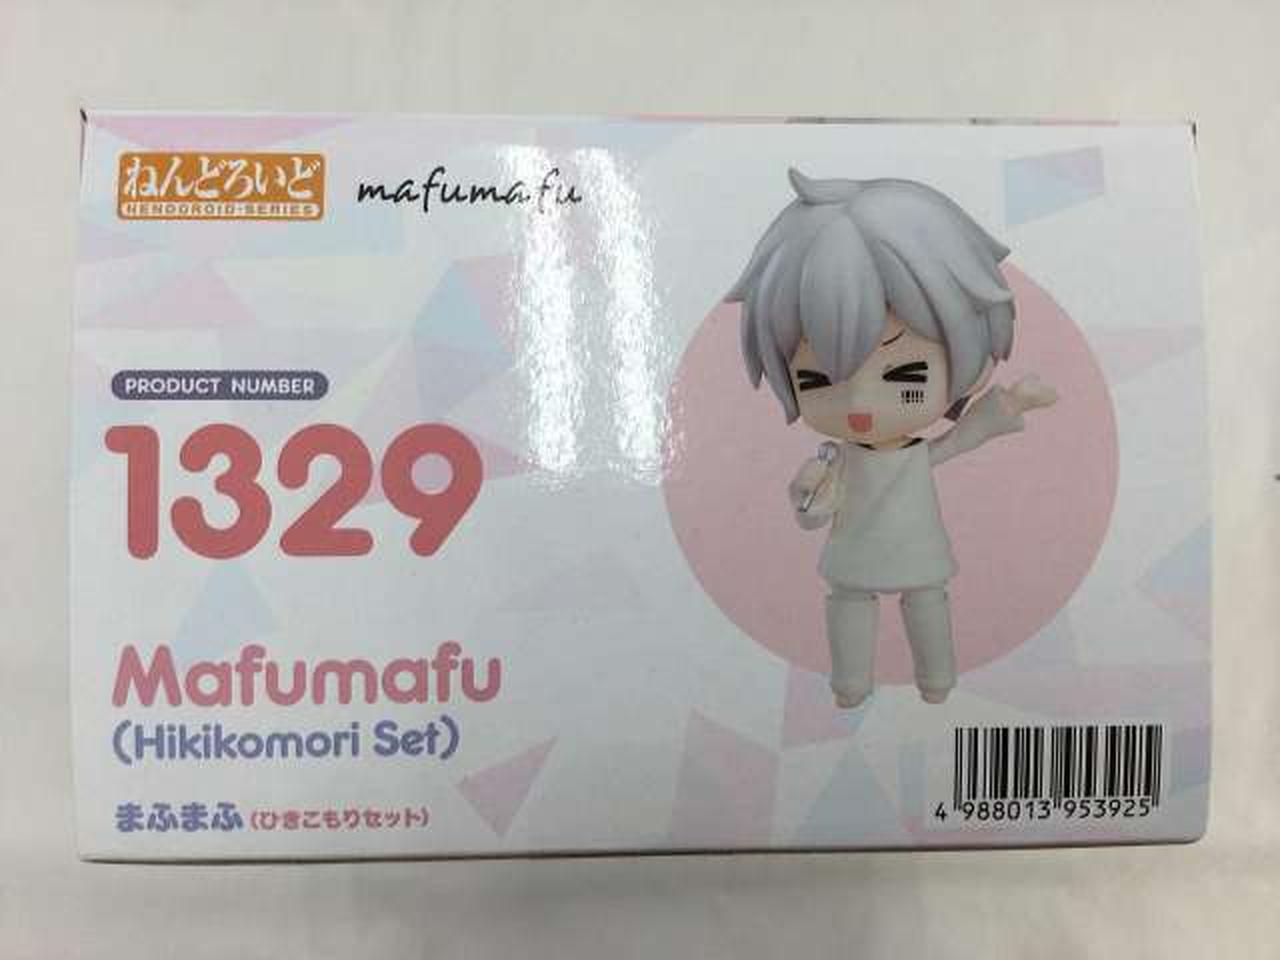 ねんどろいど
NENDOROID-SERIES
mafumafu
PRODUCT NUMBER
1329
Mafumafu
(Hikikomori Set)
まふまふ(ひきこもりセット)
4 988013 953925